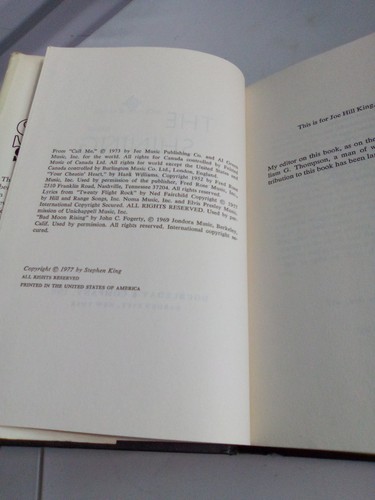 From "Call Me," © 1973 by Jec Music Publishing Co. and Al Green
Music, Inc. for the world. All rights for Canada controlled by Felsted
Music of Canada Ltd. All rights for world except United States and
Canada controlled by Burlington Music Co. Ltd., London, England.
"Your Cheatin' Heart," by Hank Williams. Copyright 1952 by Fred Rose
Music, Inc. Used by permission of the publisher, Fred Rose Music, Inc.
2510 Franklin Road, Nashville, Tennessee 37204. All rights reserved.
Lyrics from "Twenty Flight Rock" by Ned Fairchild Copyright © 1957
by Hill and Range Songs, Inc. Noma Music, Inc. and Elvis Presley Music.
International Copyright Secured. ALL RIGHTS RESERVED. Used by per-
mission of Unichappell Music, Inc.
"Bad Moon Rising" by John C. Fogerty, © 1969 Jondora Music, Berkeley,
Calif. Used by permission. All rights reserved. International copyright se-
cured.
Copyright © 1977 by Stephen King
ALL RIGHTS RESERVED
PRINTED IN THE UNITED STATES OF AMERICA
This is for Joe Hill King,
My editor on this book, as on the
liam G. Thompson, a man of w
tribution to this book has been la